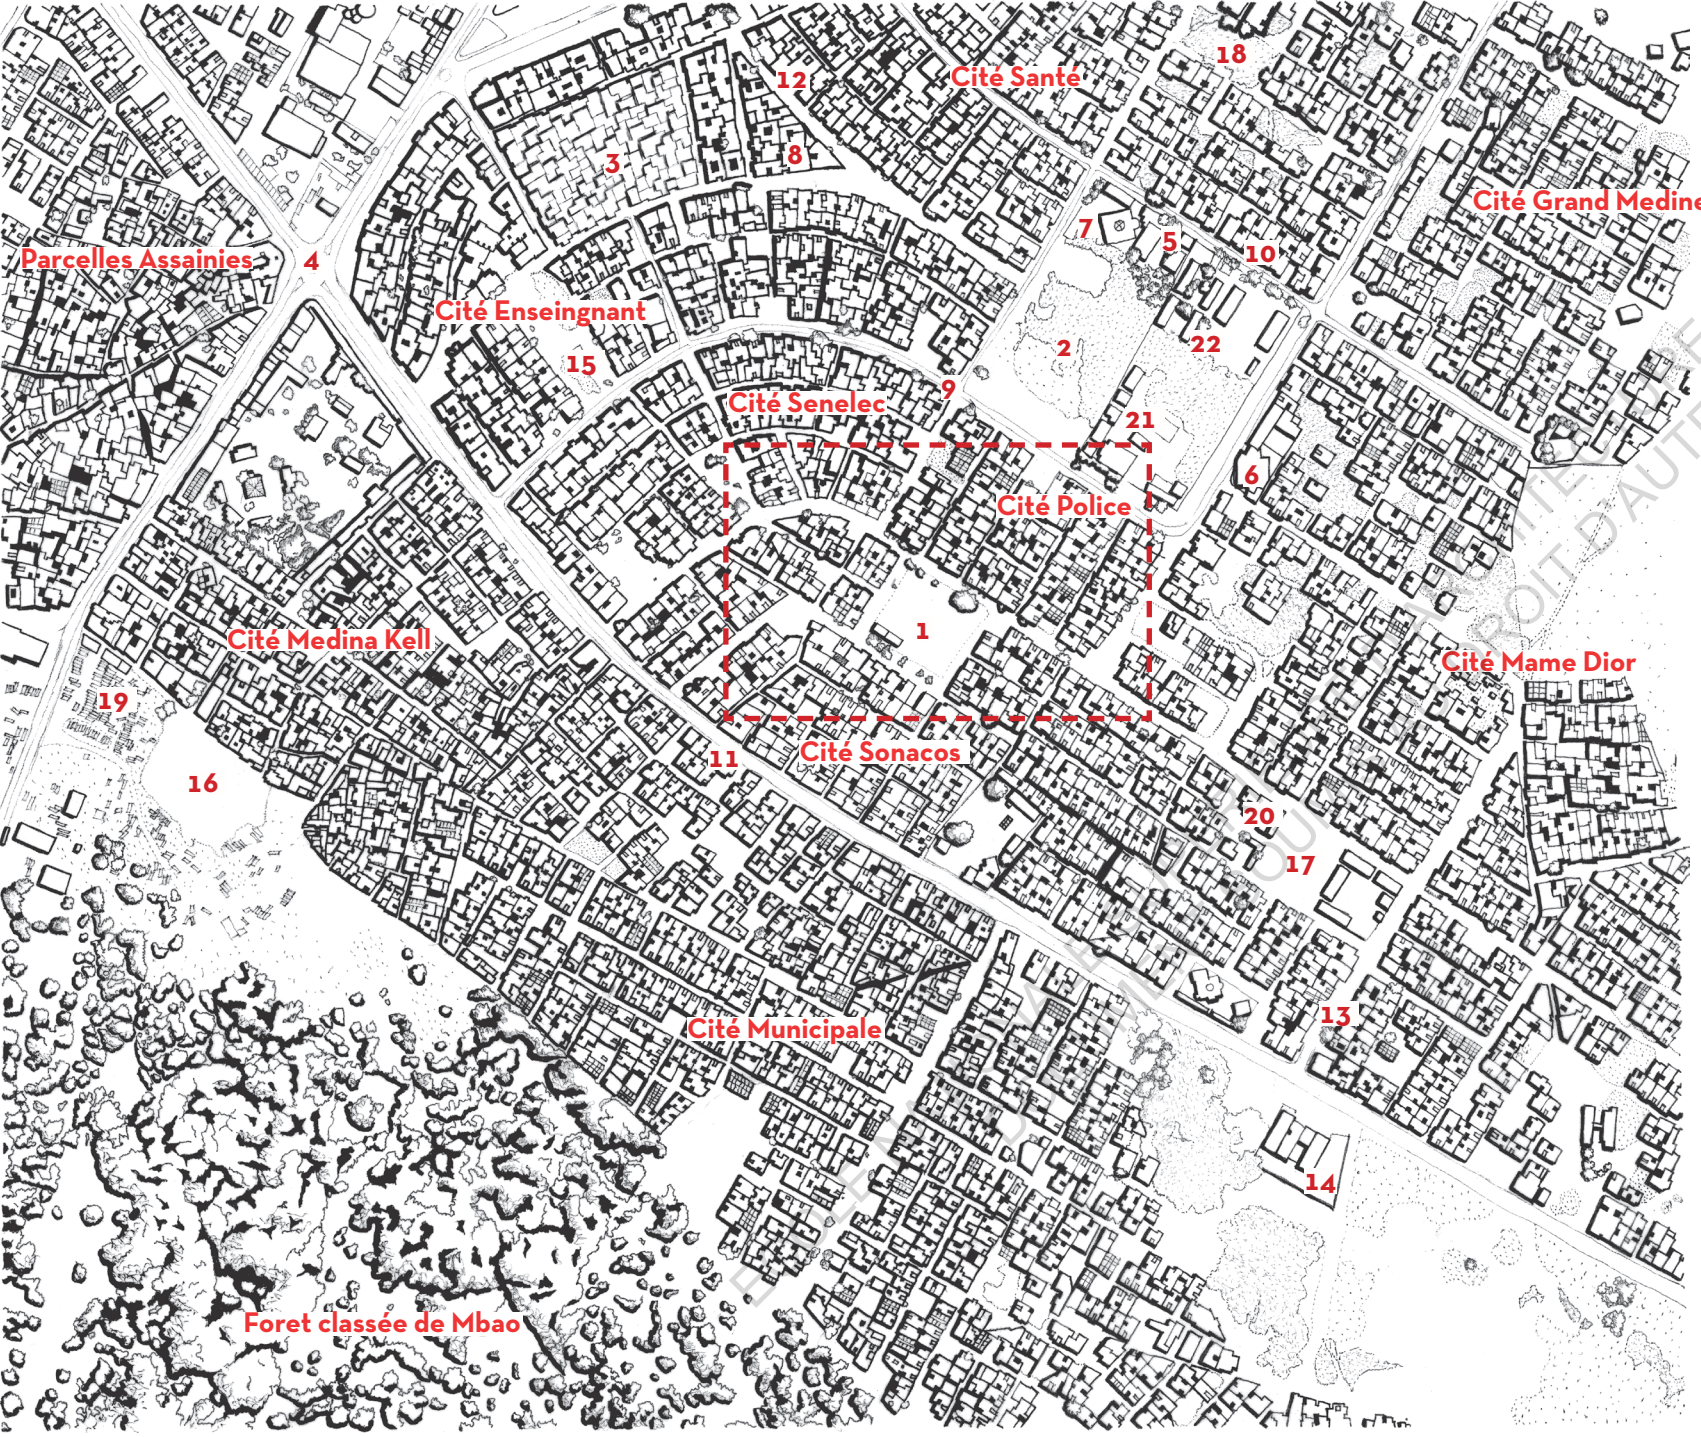 18
Cité Santé
12
8
3
Cité Grand Medine
7
5
10
Parcelles Assainies
4
Cité Enseingnant
2
22
15
9
Cité Senelec
21
6
Cité Police
1
Cité Medina Kell
Cité Mame Dior
19
Cité Sonacos
11
16
20
17
13
Cité Municipale
14
Foret classée de Mbao